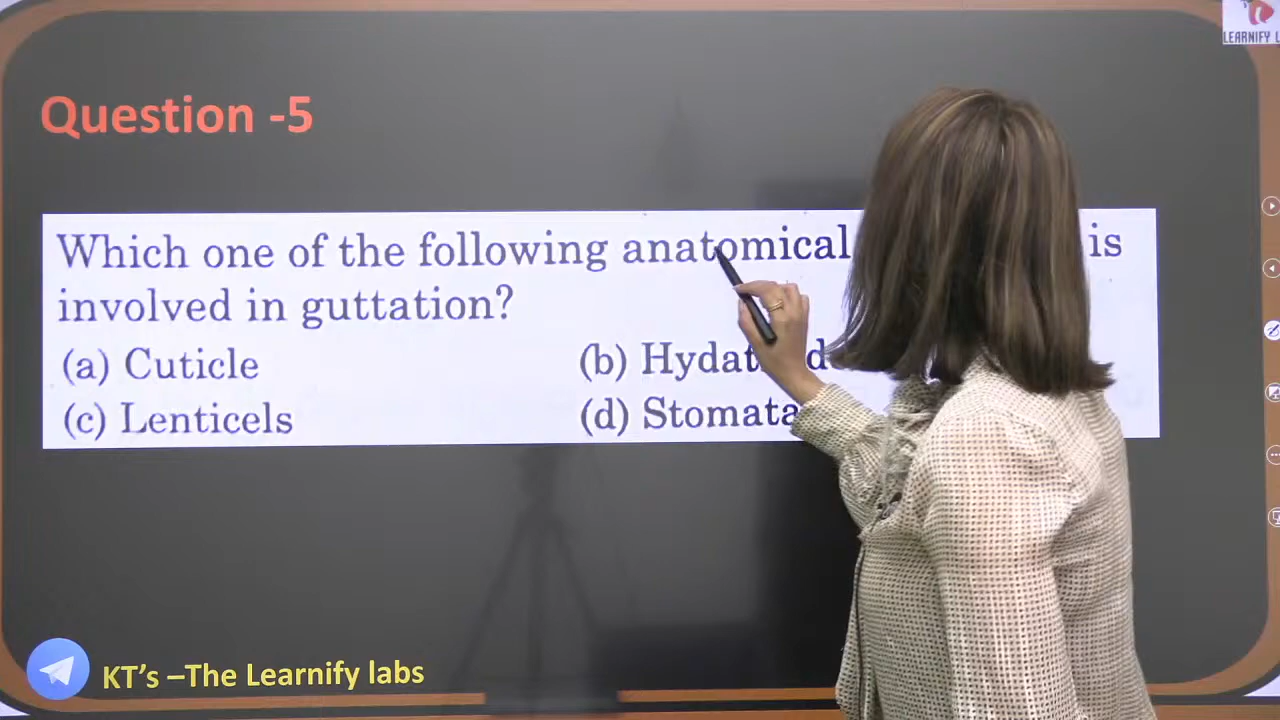 LEARNIFY L
Question -5
Which one of the following anatomical is
involved in guttation?
(a) Cuticle (b)
(c) Lenticels (d) Stomata
KT's –The Learnify labs